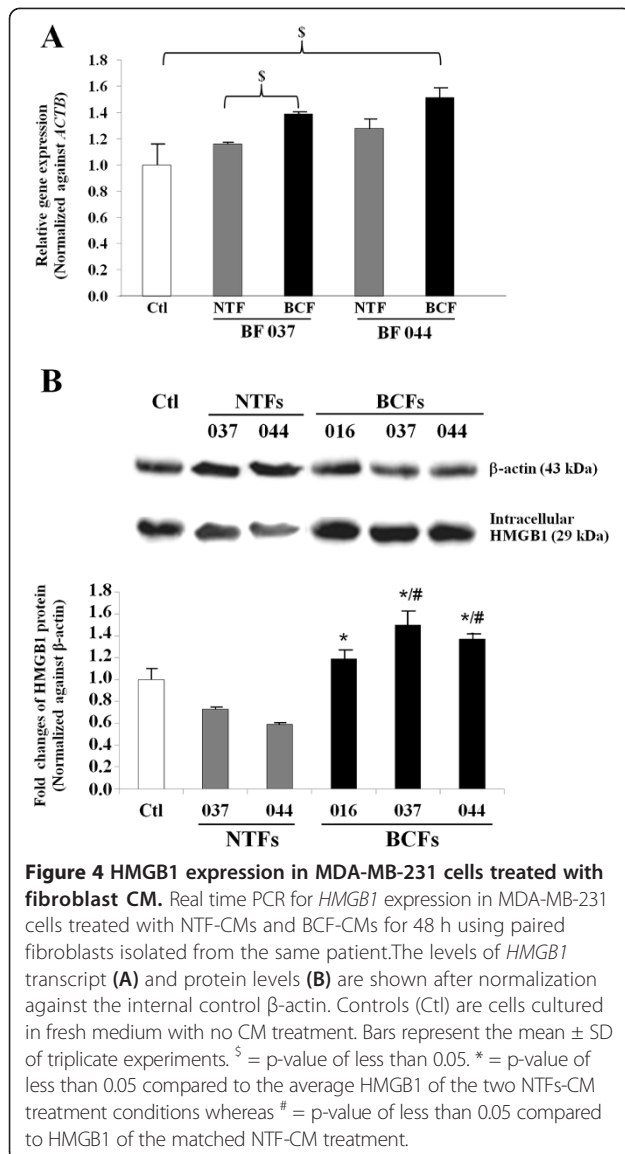 A
$
$
Relative gene expression
(Normalized against ACTB)
1.6
1.4
1.2
1.0
0.8
0.6
0.4
0.2
0.0
Ctl NTF BCF NTF BCF
BF 037 BF 044
B
Ctl NTFs BCFs
037 044 016 037 044
β-actin (43 kDa)
Intracellular
HMGB1 (29 kDa)
Fold changes of HMGB1 protein
(Normalized against β-actin)
1.8
1.6
1.4
1.2
1.0
0.8
0.6
0.4
0.2
0.0
* */# */#
Ctl 037 044 016 037 044
NTFs BCFs
Figure 4 HMGB1 expression in MDA-MB-231 cells treated with
fibroblast CM. Real time PCR for HMGB1 expression in MDA-MB-231
cells treated with NTF-CMs and BCF-CMs for 48 h using paired
fibroblasts isolated from the same patient.The levels of HMGB1
transcript (A) and protein levels (B) are shown after normalization
against the internal control β-actin. Controls (Ctl) are cells cultured
in fresh medium with no CM treatment. Bars represent the mean ± SD
of triplicate experiments. $ = p-value of less than 0.05. * = p-value of
less than 0.05 compared to the average HMGB1 of the two NTFs-CM
treatment conditions whereas # = p-value of less than 0.05 compared
to HMGB1 of the matched NTF-CM treatment.